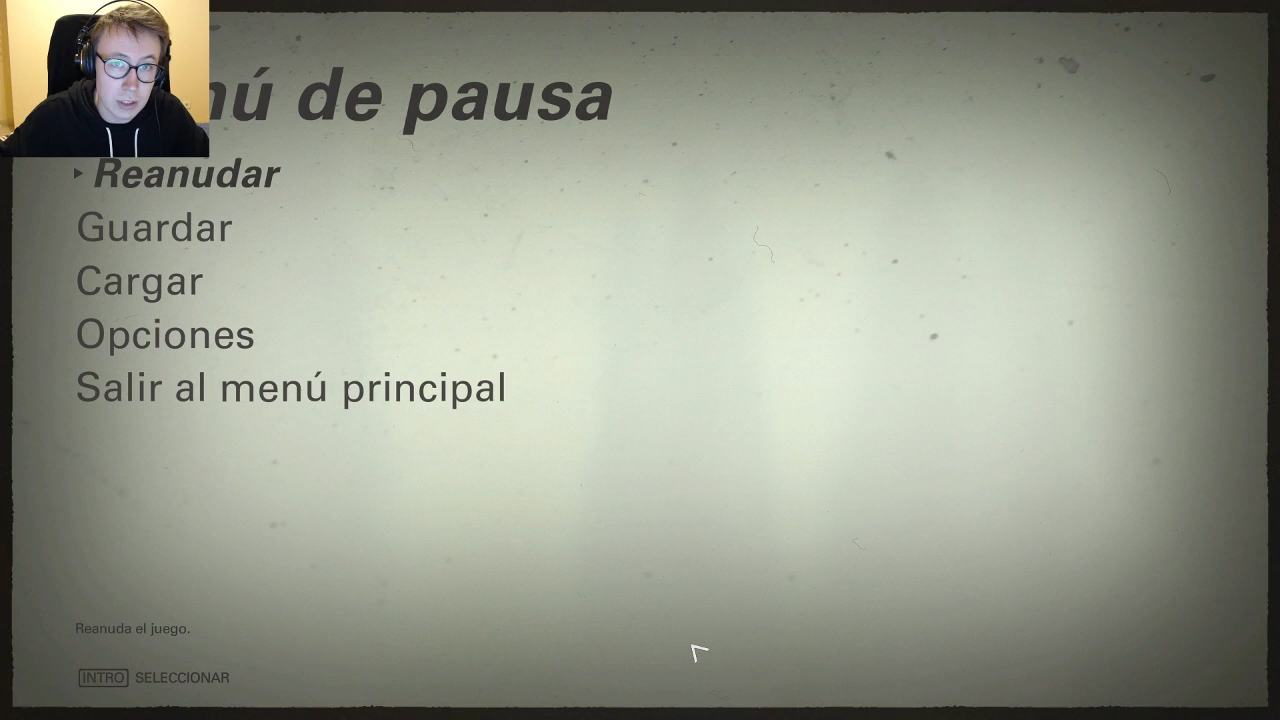 nú de pausa
Reanudar
Guardar
Cargar
Opciones
Salir al menú principal
Reanuda el juego.
INTRO SELECCIONAR